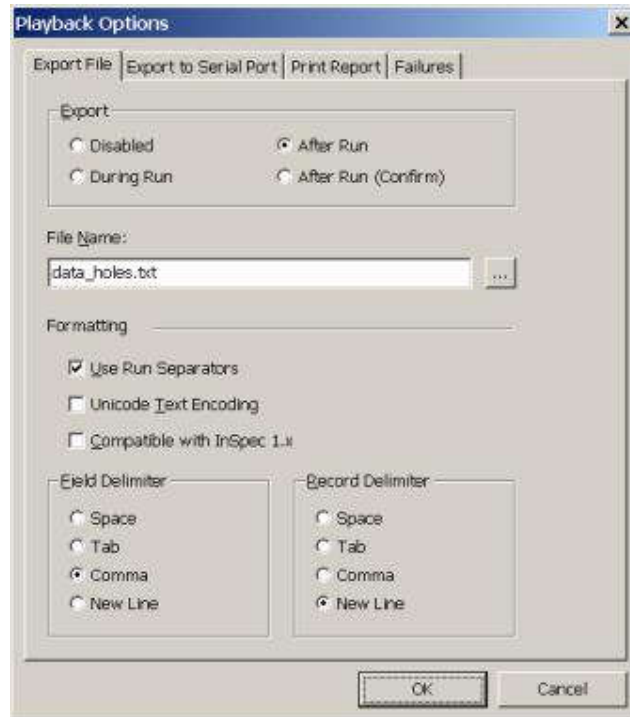 Playback Options
Export File Export to Serial Port Print Report Failures
Export
Disabled After Run
During Run After Run (Confirm)
File Name:
data_holes.txt ...
Formatting
Use Run Separators
Unicode Text Encoding
Compatible with InSpec 1.x
Field Delimiter Record Delimiter
Space Space
Tab Tab
Comma Comma
New Line New Line
OK Cancel